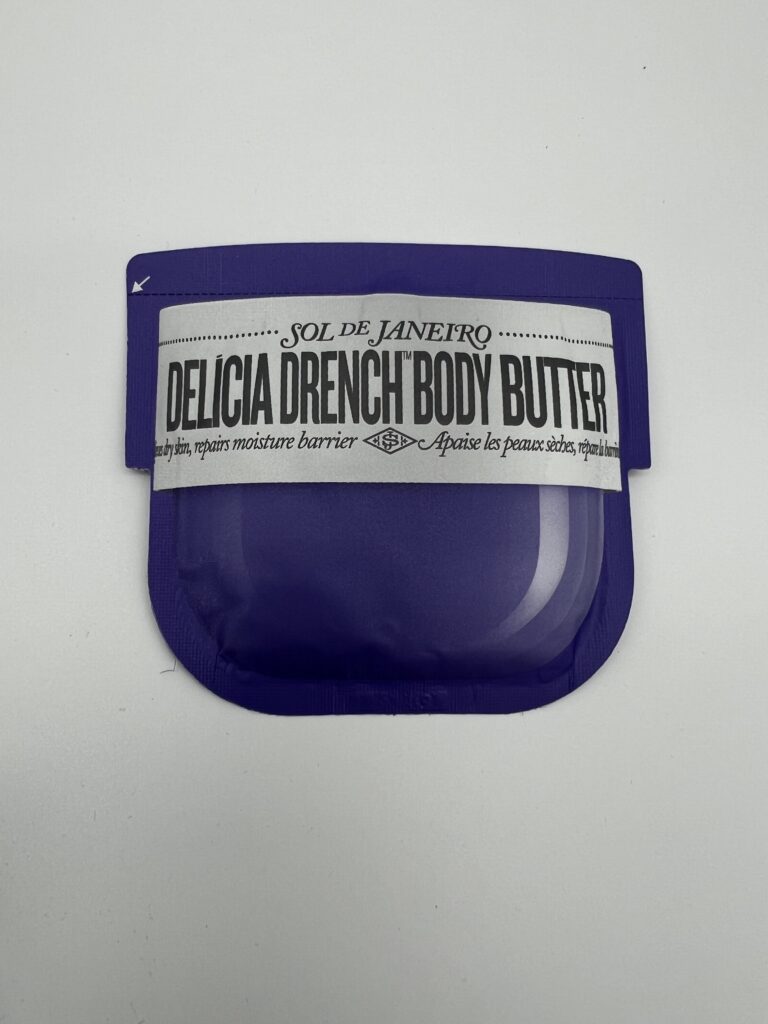 SOL DE JANEIRO
DELÍCIA DRENCH™ BODY BUTTER
dry skin, repairs moisture barrier Apaise les peaux sèches, répare la